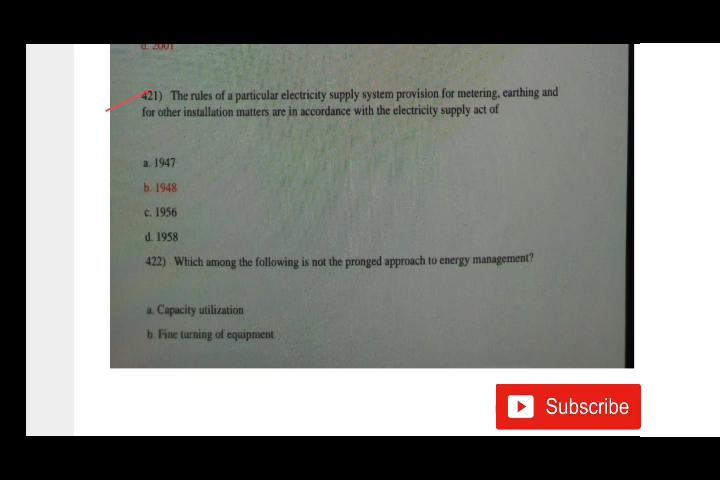 d. 2001
421) The rules of a particular electricity supply system provision for metering, earthing and
for other installation matters are in accordance with the electricity supply act of
a. 1947
b. 1948
c. 1956
d. 1958
422) Which among the following is not the pronged approach to energy management?
a. Capacity utilization
b. Fine turning of equipment
Subscribe